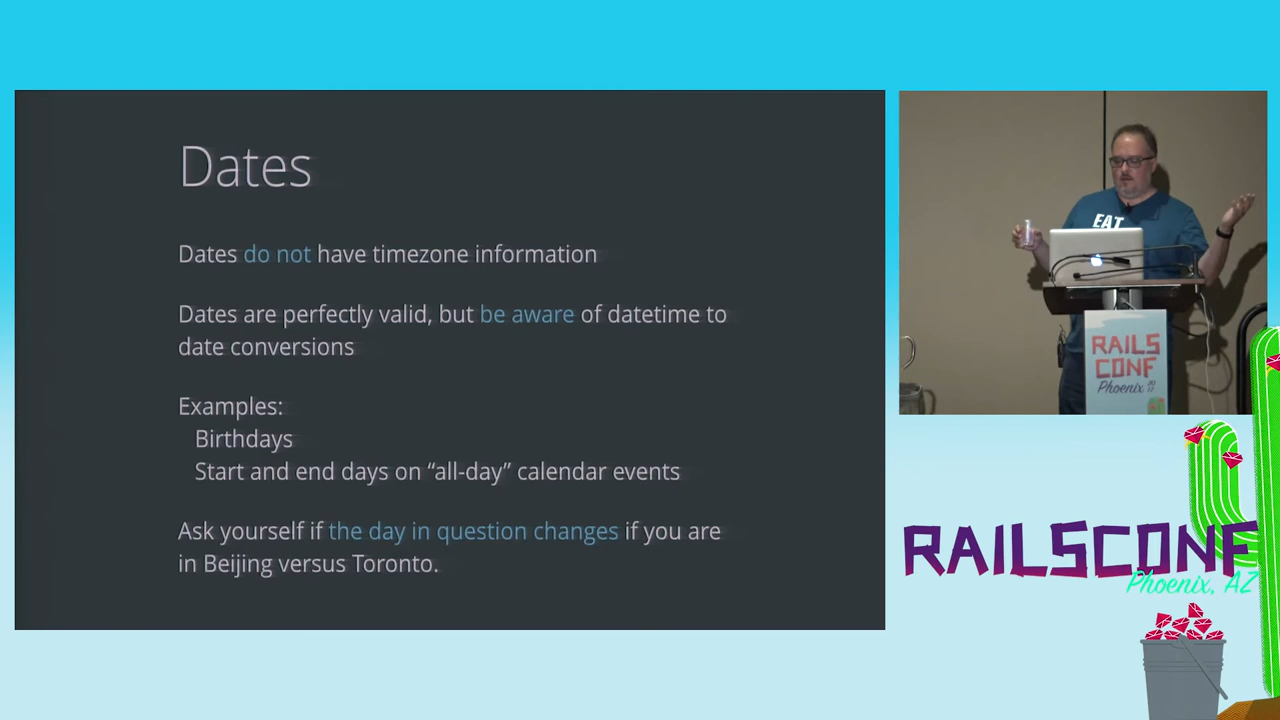 Dates
Dates do not have timezone information
Dates are perfectly valid, but be aware of datetime to
date conversions
Examples:
Birthdays
Start and end days on “all-day” calendar events
Ask yourself if the day in question changes if you are
in Beijing versus Toronto.
EAT
RAILS
CONF
Phoenix 20
17
RAILSCONF
Phoenix, AZ